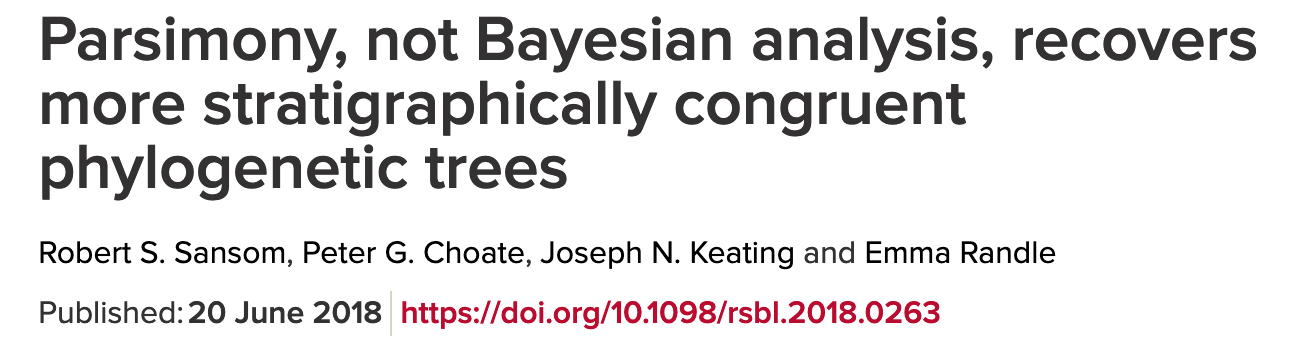 Parsimony, not Bayesian analysis, recovers
more stratigraphically congruent
phylogenetic trees
Robert S. Sansom, Peter G. Choate, Joseph N. Keating and Emma Randle
Published: 20 June 2018 https://doi.org/10.1098/rsbl.2018.0263